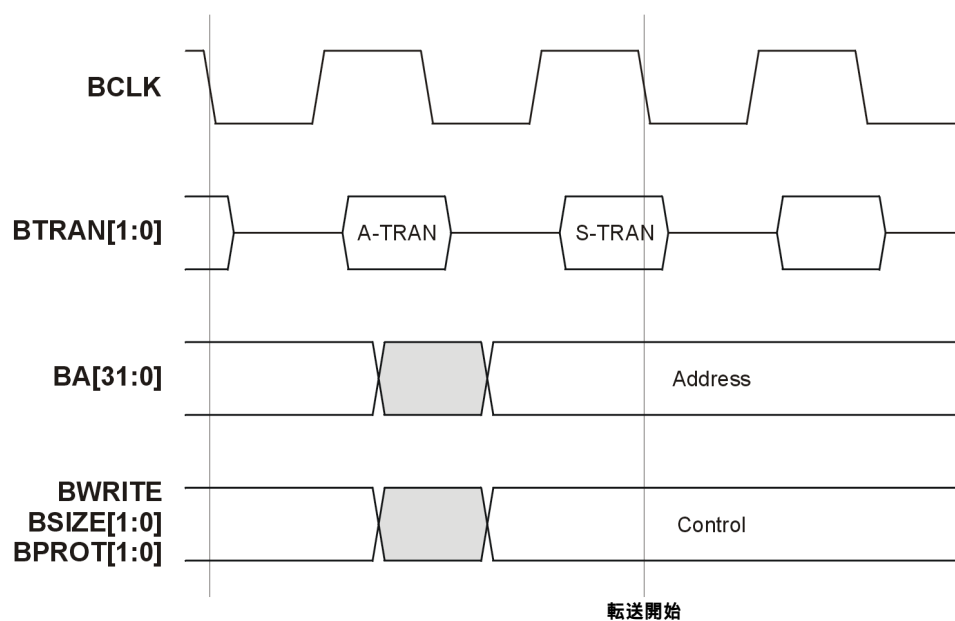 BCLK
BTRAN[1:0]
A-TRAN
S-TRAN
BA[31:0]
Address
BWRITE
BSIZE[1:0]
BPROT[1:0]
Control
転送開始